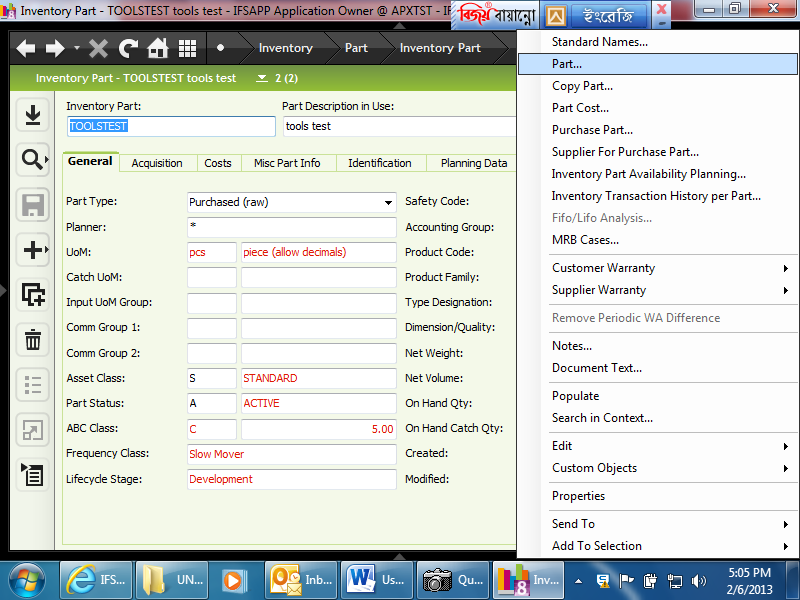 Inventory Part - TOOLSTEST tools test - IFSAPP Application Owner @ APXTST - IF
বিজয় বায়ান্নো
ইংরেজি
Inventory
Part
Inventory Part
Inventory Part - TOOLSTEST tools test
2 (2)
Inventory Part:
Part Description in Use:
TOOLSTEST
tools test
General
Acquisition
Costs
Misc Part Info
Identification
Planning Data
Part Type:
Purchased (raw)
Safety Code:
Planner:
*
Accounting Group:
UoM:
pcs
piece (allow decimals)
Product Code:
Catch UoM:
Product Family:
Input UoM Group:
Type Designation:
Comm Group 1:
Dimension/Quality:
Comm Group 2:
Net Weight:
Asset Class:
S
STANDARD
Net Volume:
Part Status:
A
ACTIVE
On Hand Qty:
ABC Class:
C
5.00
On Hand Catch Qty:
Frequency Class:
Slow Mover
Created:
Lifecycle Stage:
Development
Modified:
Standard Names...
Part...
Copy Part...
Part Cost...
Purchase Part...
Supplier For Purchase Part...
Inventory Part Availability Planning...
Inventory Transaction History per Part...
Fifo/Lifo Analysis...
MRB Cases...
Customer Warranty
Supplier Warranty
Remove Periodic WA Difference
Notes...
Document Text...
Populate
Search in Context...
Edit
Custom Objects
Properties
Send To
Add To Selection
IFS...
UN...
Inb...
Us...
Qu...
8
Inv...
5:05 PM
2/6/2013